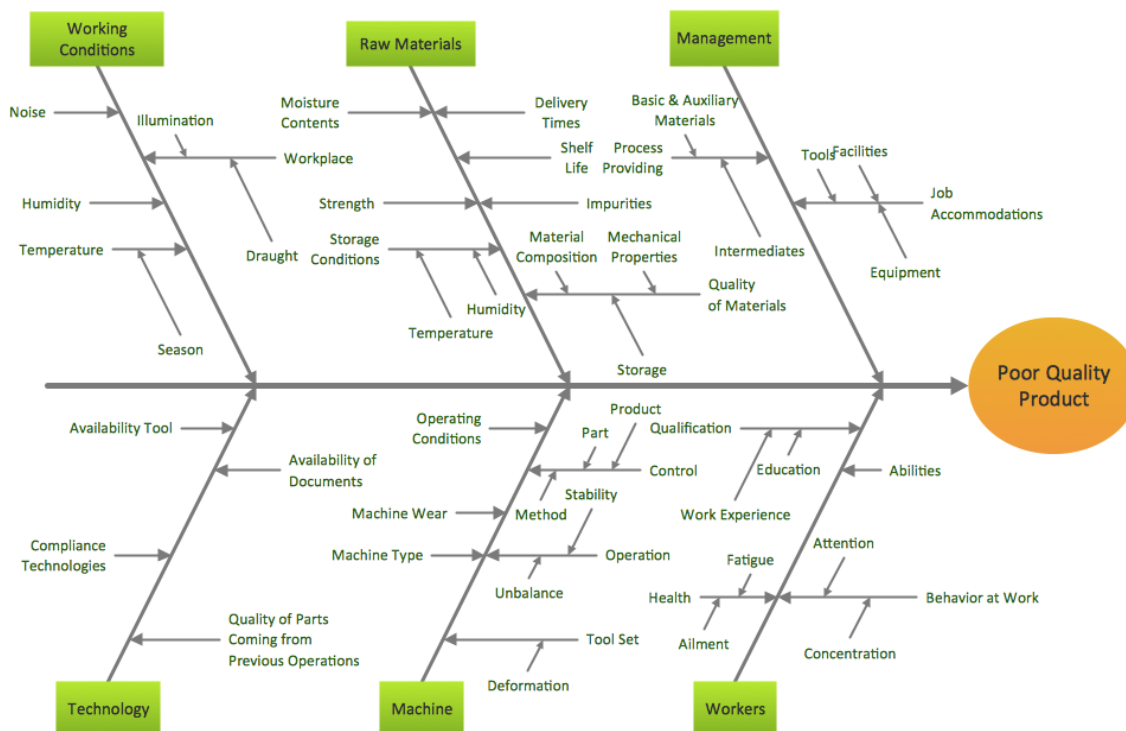 Working
Conditions
Raw Materials
Management
Noise
Illumination
Workplace
Humidity
Temperature
Draught
Season
Moisture
Contents
Delivery
Times
Shelf
Life
Strength
Impurities
Storage
Conditions
Material
Composition
Mechanical
Properties
Quality
of Materials
Humidity
Temperature
Storage
Basic & Auxiliary
Materials
Process
Providing
Intermediates
Tools
Facilities
Job
Accommodations
Equipment
Poor Quality
Product
Availability Tool
Availability of
Documents
Compliance
Technologies
Quality of Parts
Coming from
Previous Operations
Operating
Conditions
Product
Part
Control
Method
Stability
Machine Wear
Machine Type
Operation
Unbalance
Tool Set
Deformation
Qualification
Education
Work Experience
Abilities
Attention
Fatigue
Health
Ailment
Behavior at Work
Concentration
Technology
Machine
Workers